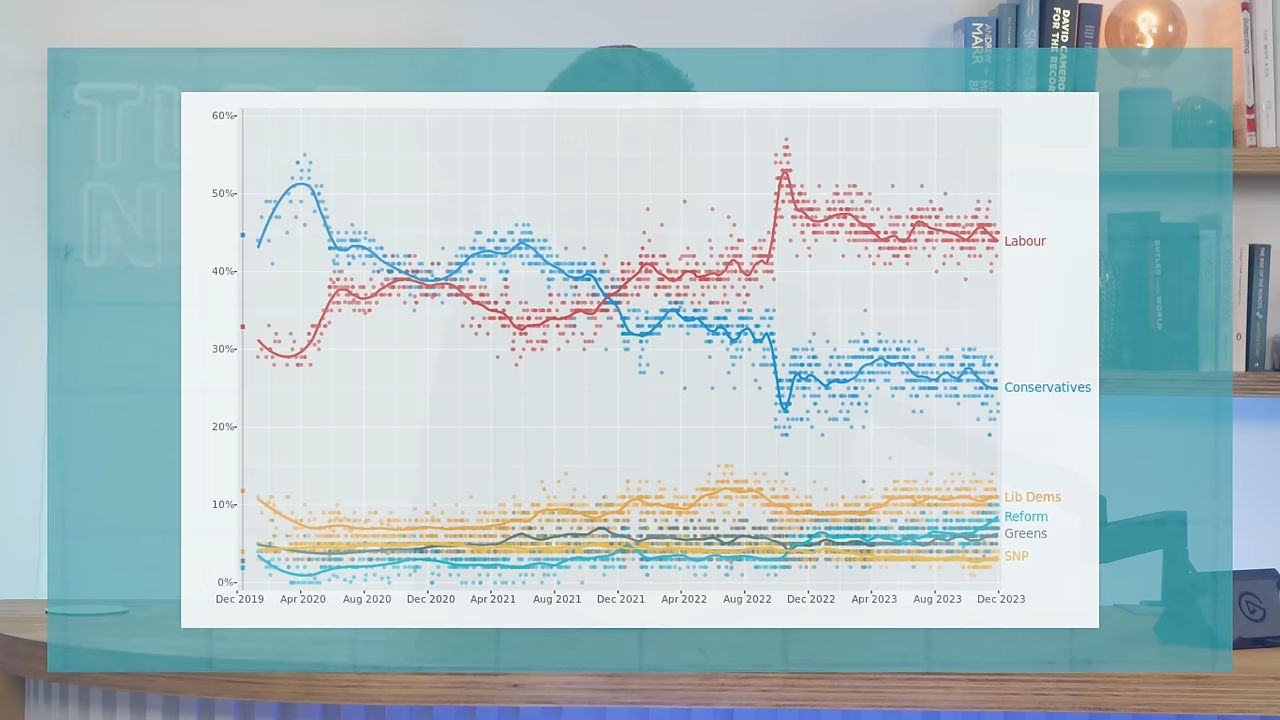 TL
N
ANDREW
MARR
DAVID CAMERON
FOR THE RECORD
60%
50%
40%
30%
20%
10%
0%
Labour
Conservatives
Lib Dems
Reform
Greens
SNP
Dec 2019
Apr 2020
Aug 2020
Dec 2020
Apr 2021
Aug 2021
Dec 2021
Apr 2022
Aug 2022
Dec 2022
Apr 2023
Aug 2023
Dec 2023